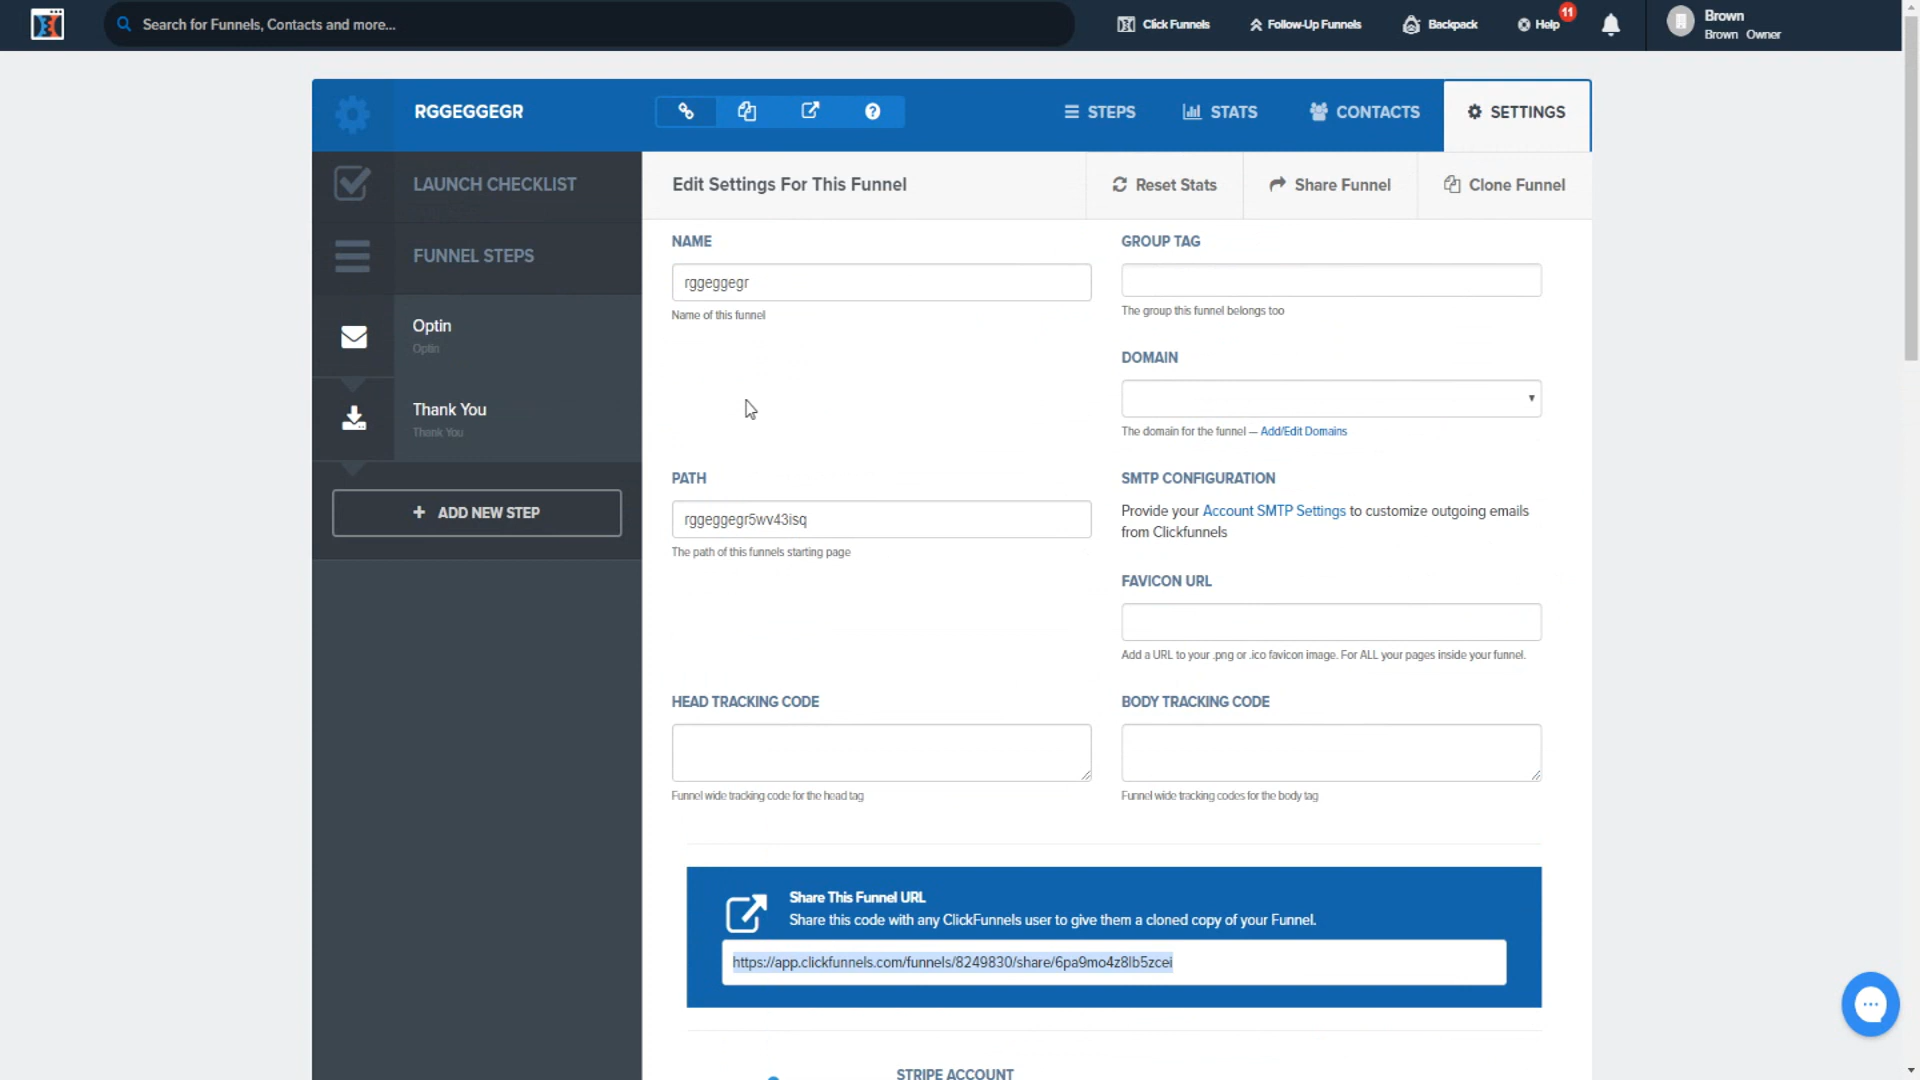 Search for Funnels, Contacts and more...
Click Funnels
Follow-Up Funnels
Backpack
Help
11
Brown
Brown Owner
RGGEGGEGR
STEPS
STATS
CONTACTS
SETTINGS
LAUNCH CHECKLIST
FUNNEL STEPS
Optin
Optin
Thank You
Thank You
+ ADD NEW STEP
Edit Settings For This Funnel
Reset Stats
Share Funnel
Clone Funnel
NAME
rggeggegr
Name of this funnel
GROUP TAG
The group this funnel belongs too
DOMAIN
The domain for the funnel — Add/Edit Domains
PATH
rggeggegr5wv43isq
The path of this funnels starting page
SMTP CONFIGURATION
Provide your Account SMTP Settings to customize outgoing emails
from Clickfunnels
FAVICON URL
Add a URL to your .png or .ico favicon image. For ALL your pages inside your funnel.
HEAD TRACKING CODE
Funnel wide tracking code for the head tag
BODY TRACKING CODE
Funnel wide tracking codes for the body tag
Share This Funnel URL
Share this code with any ClickFunnels user to give them a cloned copy of your Funnel.
https://app.clickfunnels.com/funnels/8249830/share/6pa9mo4z8lb5zcei
STRIPE ACCOUNT